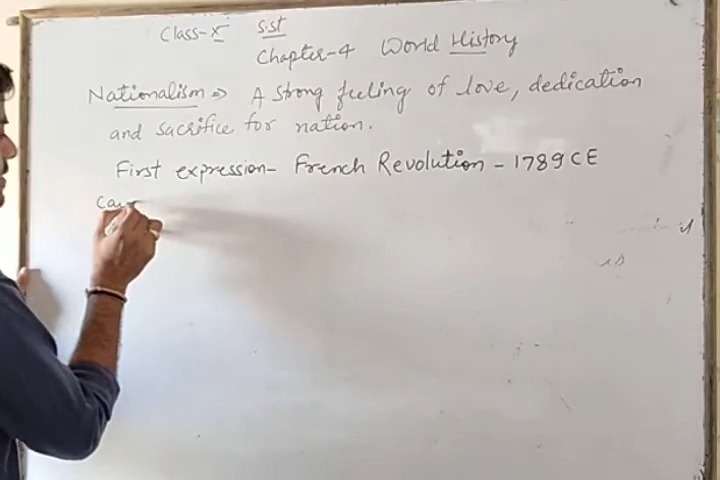 Class-X S.st
Chapter-4 World History
Nationalism ⇒ A strong feeling of love, dedication
and sacrifice for nation.
First expression- French Revolution - 1789 CE